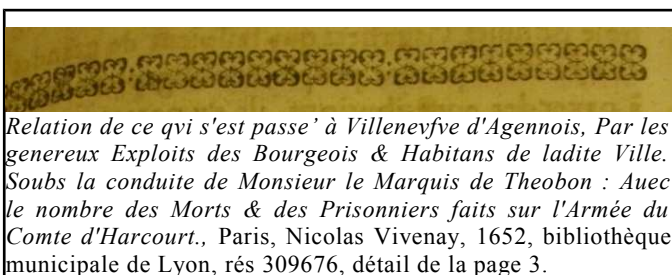 Relation de ce qvi s'est passe’ à Villenevfve d'Agennois, Par les
genereux Exploits des Bourgeois & Habitans de ladite Ville.
Soubs la conduite de Monsieur le Marquis de Theobon : Auec
le nombre des Morts & des Prisonniers faits sur l'Armée du
Comte d'Harcourt., Paris, Nicolas Vivenay, 1652, bibliothèque
municipale de Lyon, rés 309676, détail de la page 3.